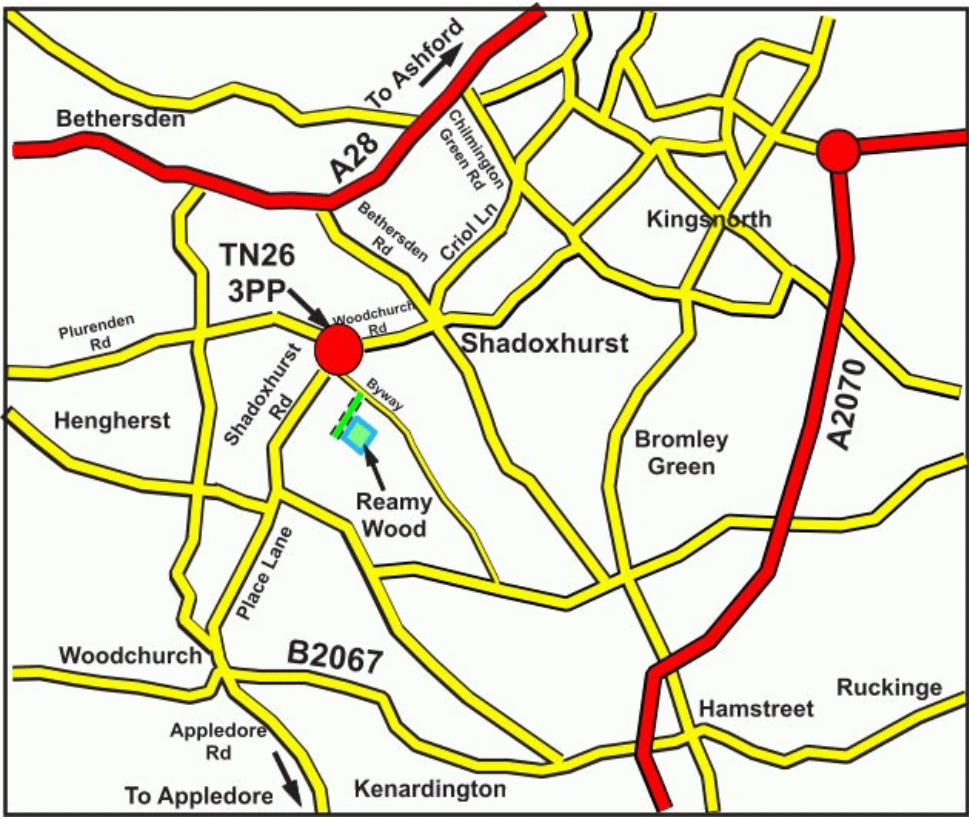 To Ashford
Bethersden
A28
Chilmington
Green Rd
Bethersden
Rd
Criol Ln
Kingsnorth
TN26
3PP
Woodchurch
Rd
Plurenden
Rd
Shadoxhurst
Shadoxhurst
Rd
Byway
A2070
Hengherst
Bromley
Green
Reamy
Wood
Place Lane
Woodchurch
B2067
Ruckinge
Hamstreet
Appledore
Rd
To Appledore
Kenardington